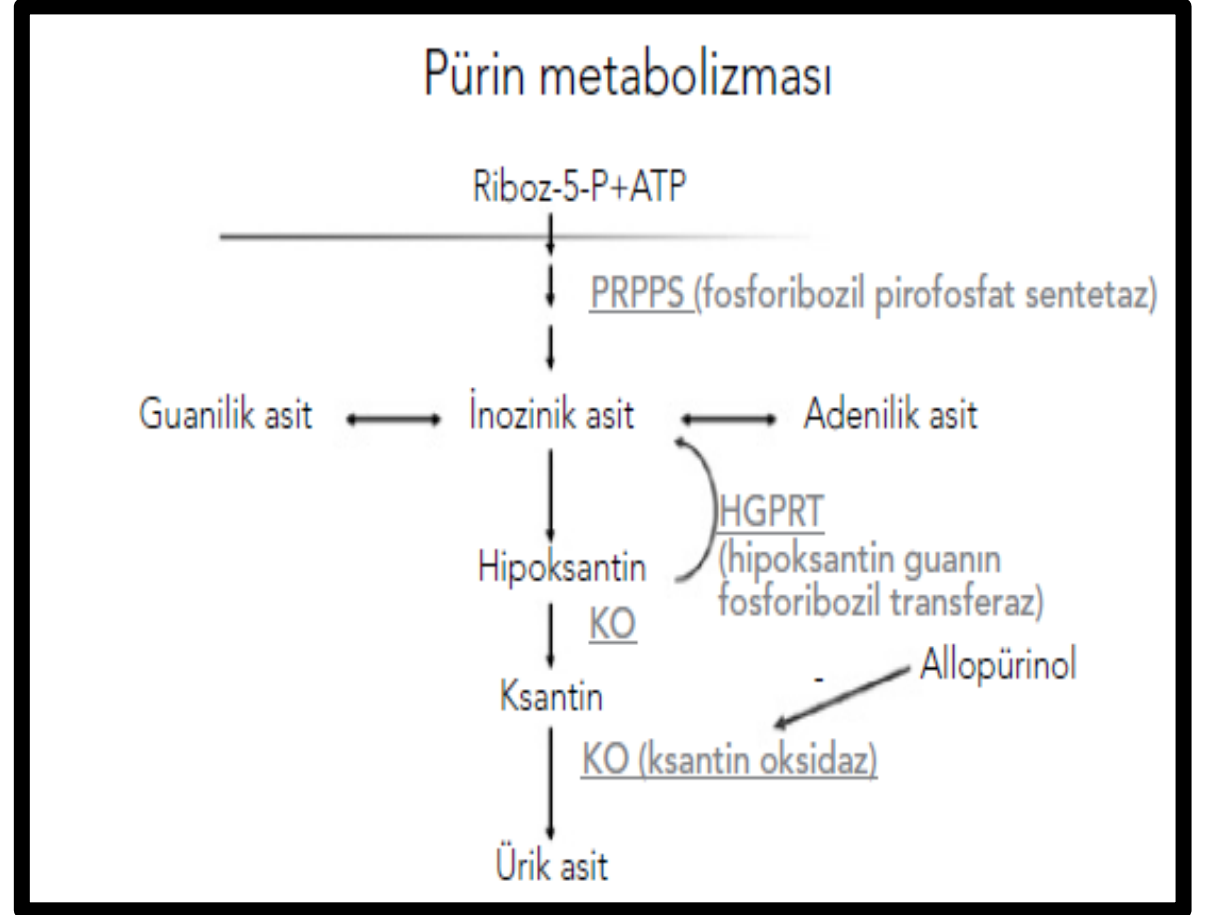 Pürin metabolizması
Riboz-5-P+ATP
PRPPS (fosforibozil pirofosfat sentetaz)
Guanilik asit
İnozinik asit
Adenilik asit
HGPRT
(hipoksantin guanın
fosforibozil transferaz)
Hipoksantin
KO
Allopürinol
-
Ksantin
KO (ksantin oksidaz)
Ürik asit